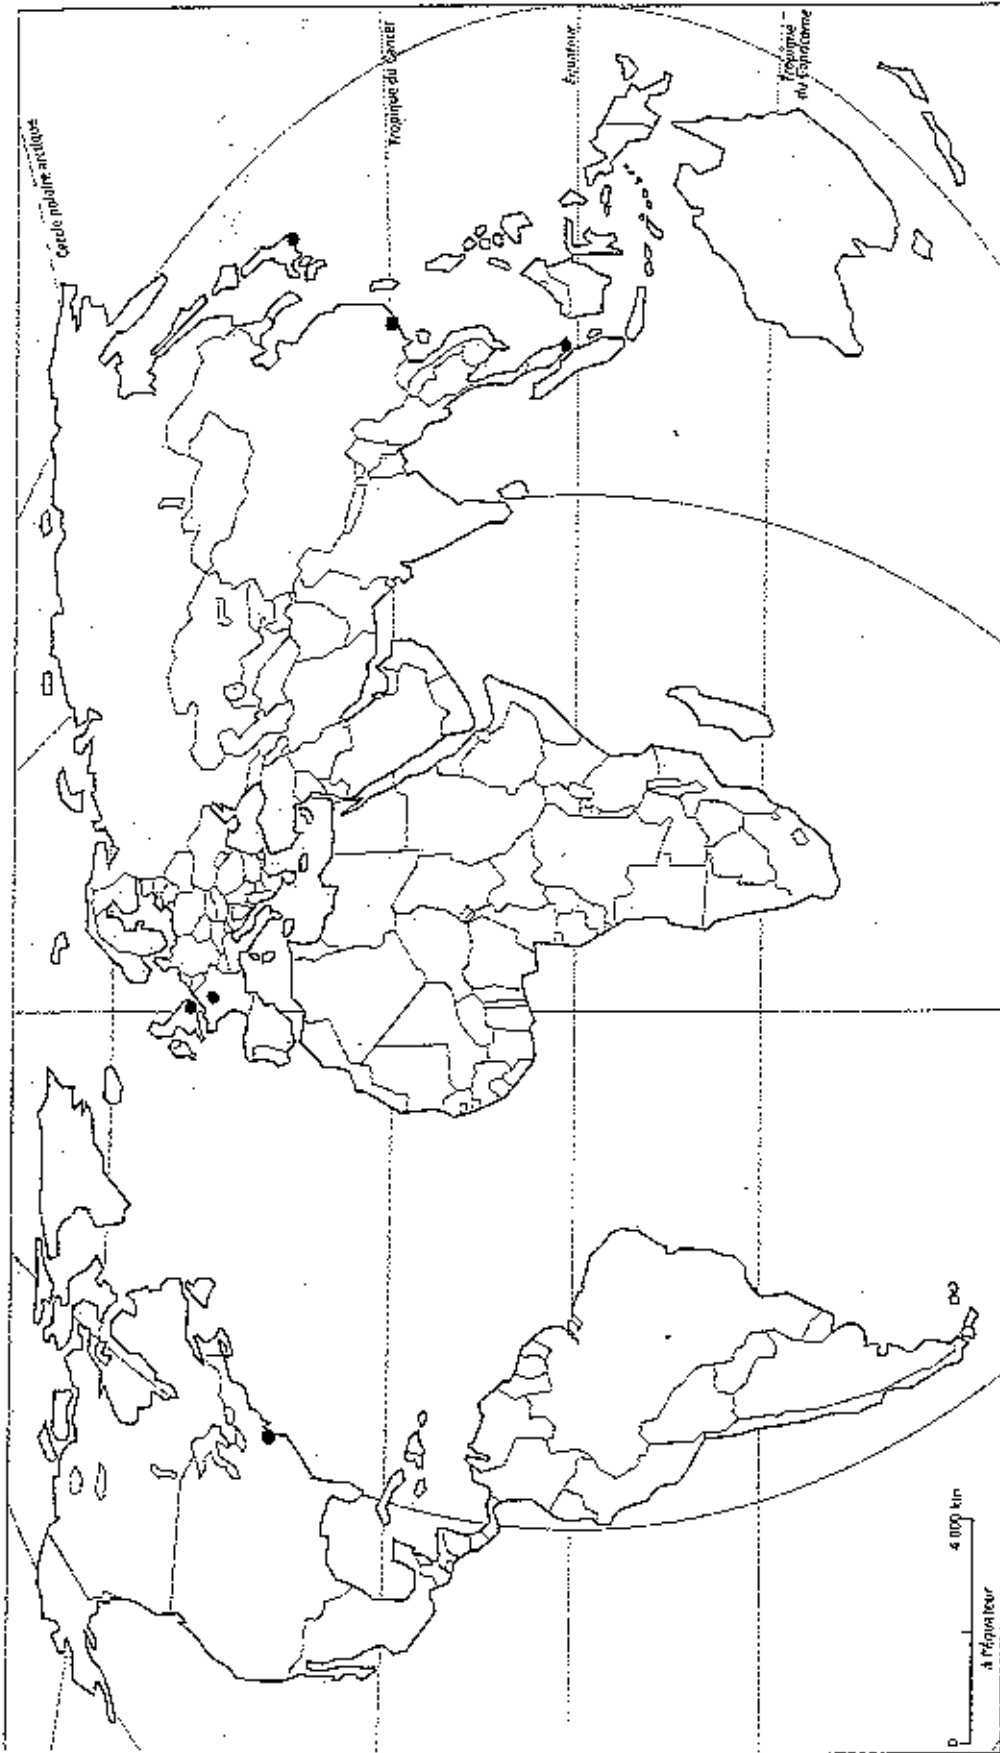 Cercle polaire arctique
Tropique du Cancer
Équateur
Tropique
du Capricorne
0 4 000 km
à l'équateur